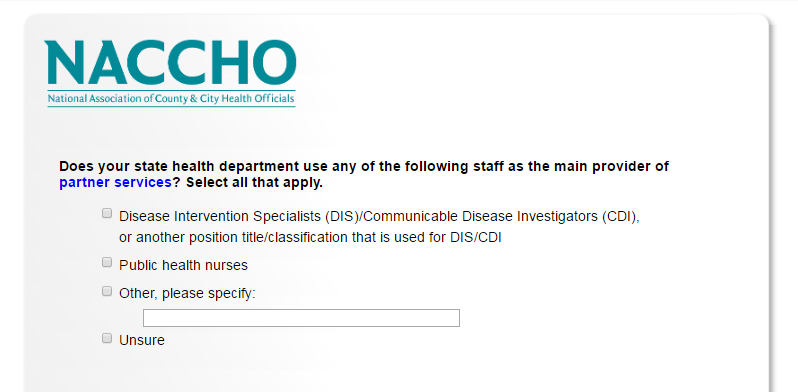 NACCHO
National Association of County & City Health Officials
Does your state health department use any of the following staff as the main provider of
partner services? Select all that apply.
Disease Intervention Specialists (DIS)/Communicable Disease Investigators (CDI),
or another position title/classification that is used for DIS/CDI
Public health nurses
Other, please specify:
Unsure